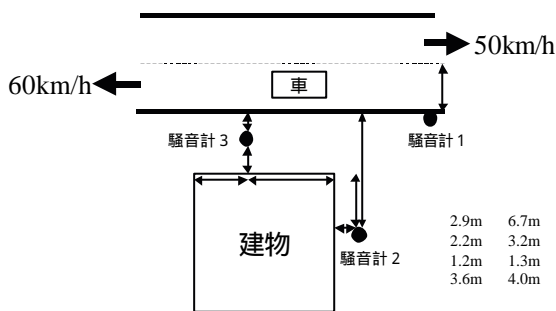 50km/h
60km/h
車
騒音計 3
騒音計 1
建物
騒音計 2
2.9m 6.7m
2.2m 3.2m
1.2m 1.3m
3.6m 4.0m